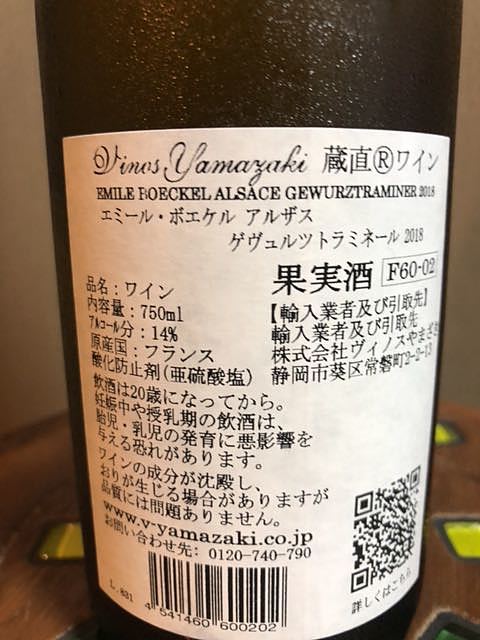 Vinos Yamazaki 蔵直Ⓡワイン
EMILE BOECKEL ALSACE GEWURZTRAMINER 2018
エミール・ボエケル アルザス
ゲヴュルツトラミネール 2018
果実酒 F60-02
品名：ワイン
内容量：750ml
アルコール分：14%
原産国：フランス
酸化防止剤(亜硫酸塩)
【輸入業者及び引取先】
輸入業者及び引取先
株式会社ヴィノスやまざき
静岡市葵区常磐町2-2-13
飲酒は20歳になってから。
妊娠中や授乳期の飲酒は、
胎児・乳児の発育に悪影響を
与える恐れがあります。
ワインの成分が沈殿し、
おりが生じる場合がありますが
品質には問題ありません。
www.v-yamazaki.co.jp
お問い合わせ先：0120-740-790
詳しくはこちら
L.831
4 541460 600202